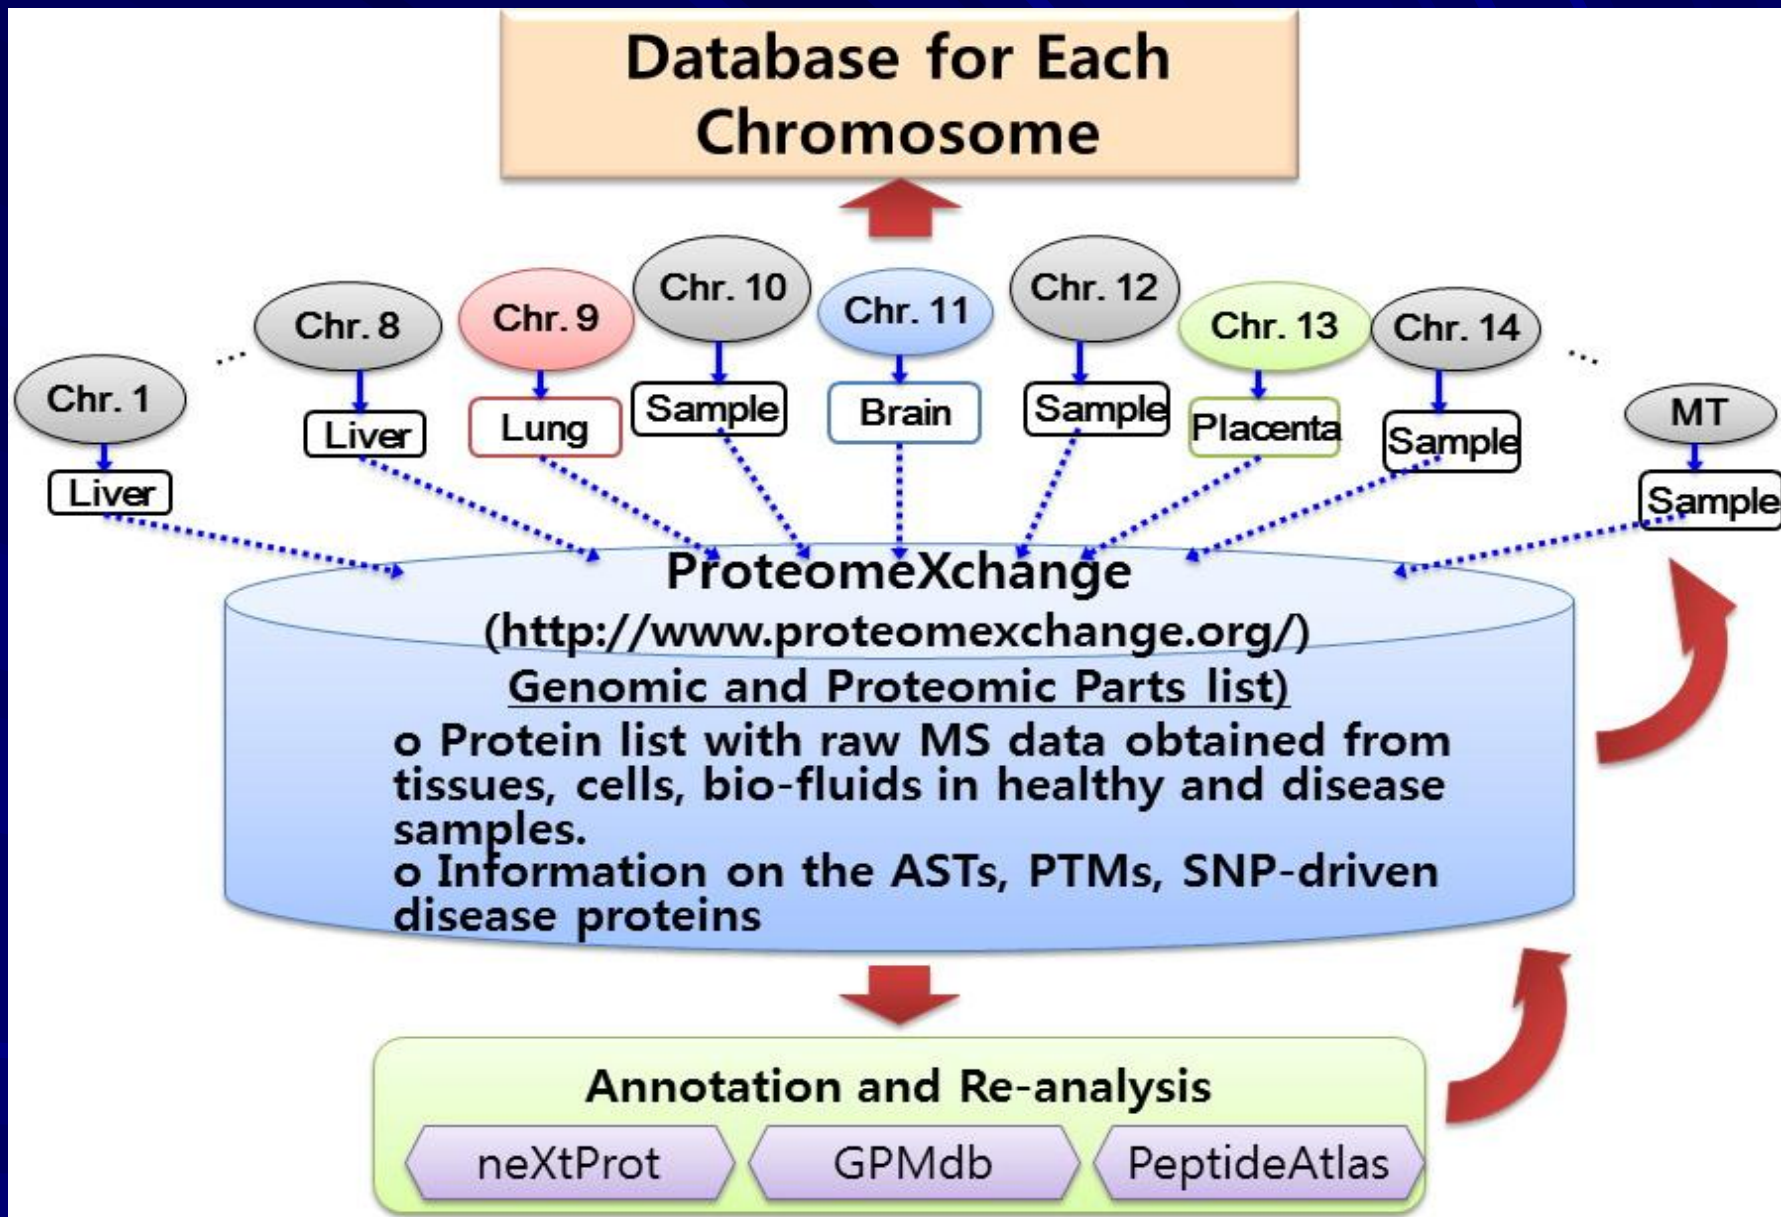 Database for Each
Chromosome
Chr. 1
...
Chr. 8
Chr. 9
Chr. 10
Chr. 11
Chr. 12
Chr. 13
Chr. 14
...
MT
Liver
Liver
Lung
Sample
Brain
Sample
Placenta
Sample
Sample
ProteomeXchange
(http://www.proteomexchange.org/)
Genomic and Proteomic Parts list)
o Protein list with raw MS data obtained from
tissues, cells, bio-fluids in healthy and disease
samples.
o Information on the ASTs, PTMs, SNP-driven
disease proteins
Annotation and Re-analysis
neXtProt
GPMdb
PeptideAtlas